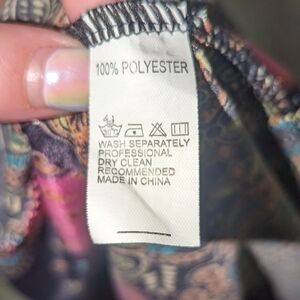 100% POLYESTER
WASH SEPARATELY
PROFESSIONAL
DRY CLEAN
RECOMMENDED
MADE IN CHINA